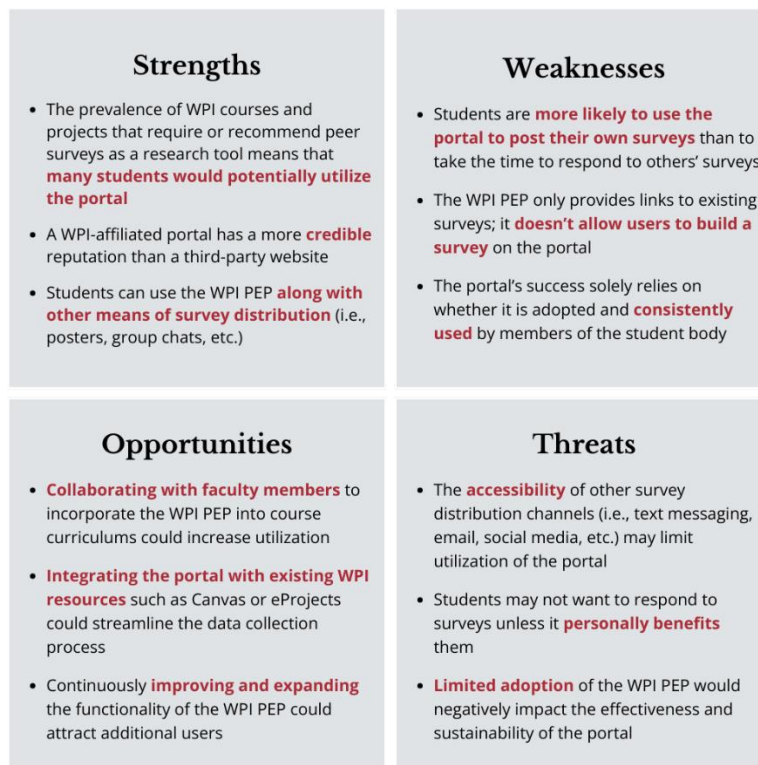 Strengths
• The prevalence of WPI courses and
projects that require or recommend peer
surveys as a research tool means that
many students would potentially utilize
the portal
• A WPI-affiliated portal has a more credible
reputation than a third-party website
• Students can use the WPI PEP along with
other means of survey distribution (i.e.,
posters, group chats, etc.)
Weaknesses
• Students are more likely to use the
portal to post their own surveys than to
take the time to respond to others’ surveys
• The WPI PEP only provides links to existing
surveys; it doesn’t allow users to build a
survey on the portal
• The portal’s success solely relies on
whether it is adopted and consistently
used by members of the student body
Opportunities
• Collaborating with faculty members to
incorporate the WPI PEP into course
curriculums could increase utilization
• Integrating the portal with existing WPI
resources such as Canvas or eProjects
could streamline the data collection
process
• Continuously improving and expanding
the functionality of the WPI PEP could
attract additional users
Threats
• The accessibility of other survey
distribution channels (i.e., text messaging,
email, social media, etc.) may limit
utilization of the portal
• Students may not want to respond to
surveys unless it personally benefits
them
• Limited adoption of the WPI PEP would
negatively impact the effectiveness and
sustainability of the portal